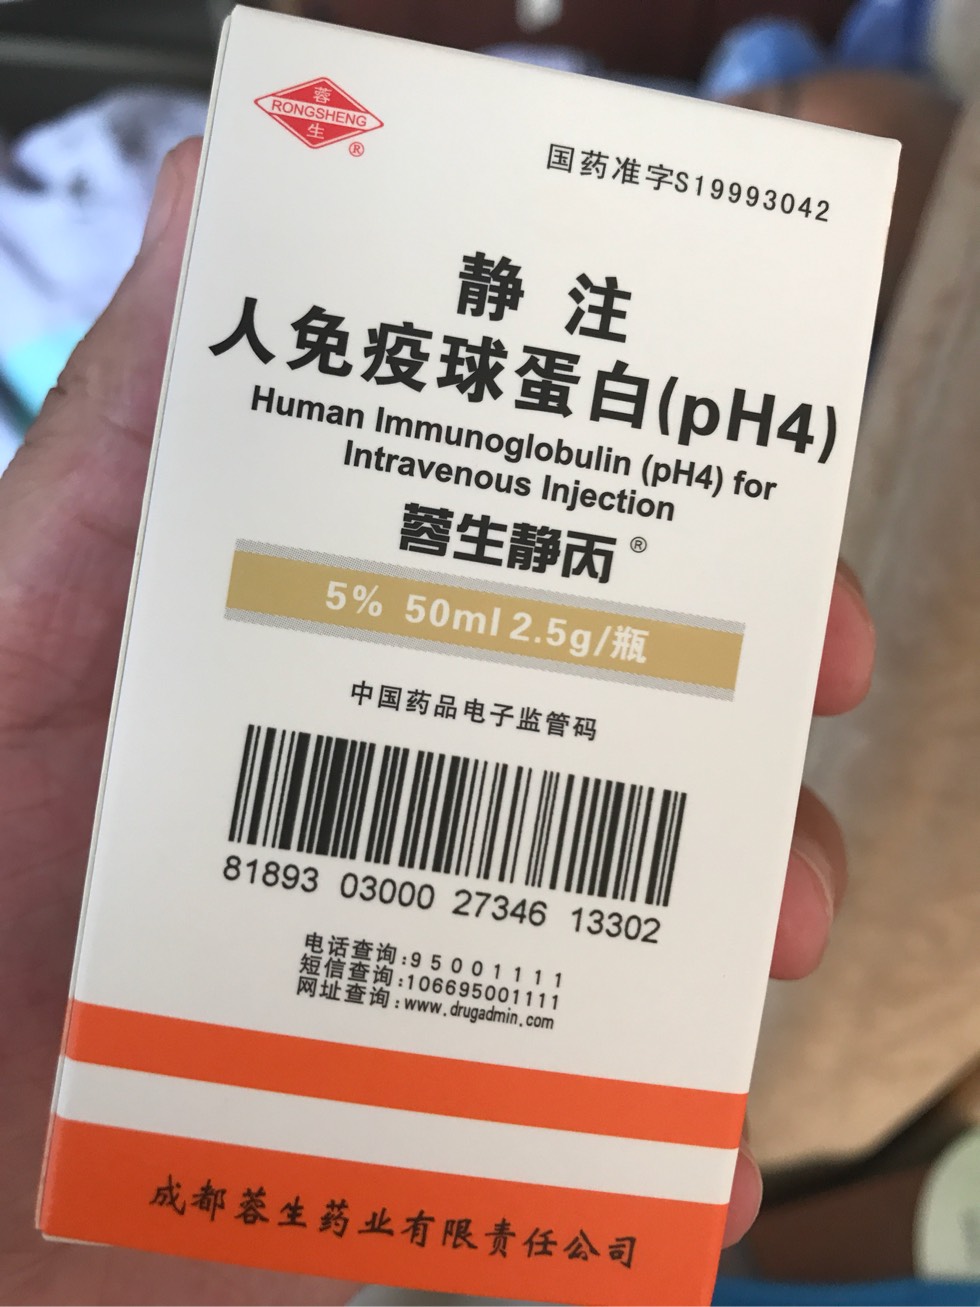 蓉
RONGSHENG
生
®
国药准字S19993042
静 注
人免疫球蛋白(pH4)
Human Immunoglobulin (pH4) for
Intravenous Injection
蓉生静丙®
5% 50ml 2.5g/瓶
中国药品电子监管码
81893 03000 27346 13302
电话查询:95001111
短信查询:106695001111
网址查询:www.drugadmin.com
成都蓉生药业有限责任公司